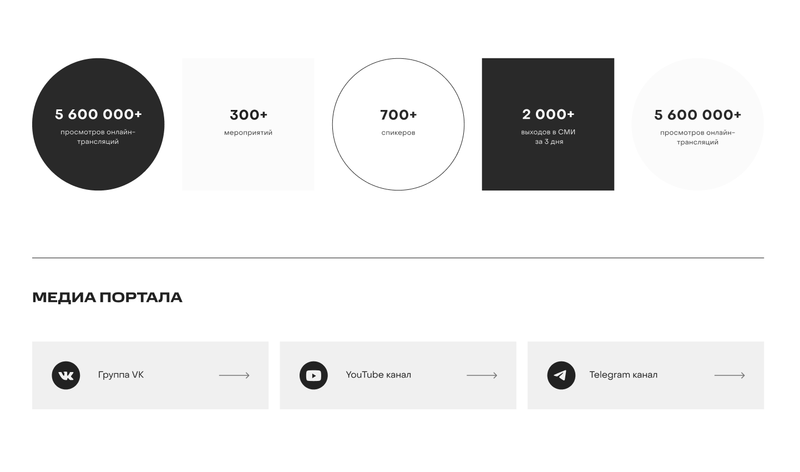 5 600 000+
просмотров онлайн-
трансляций
300+
мероприятий
700+
спикеров
2 000+
выходов в СМИ
за 3 дня
5 600 000+
просмотров онлайн-
трансляций
МЕДИА ПОРТАЛА
Группа VK
YouTube канал
Telegram канал